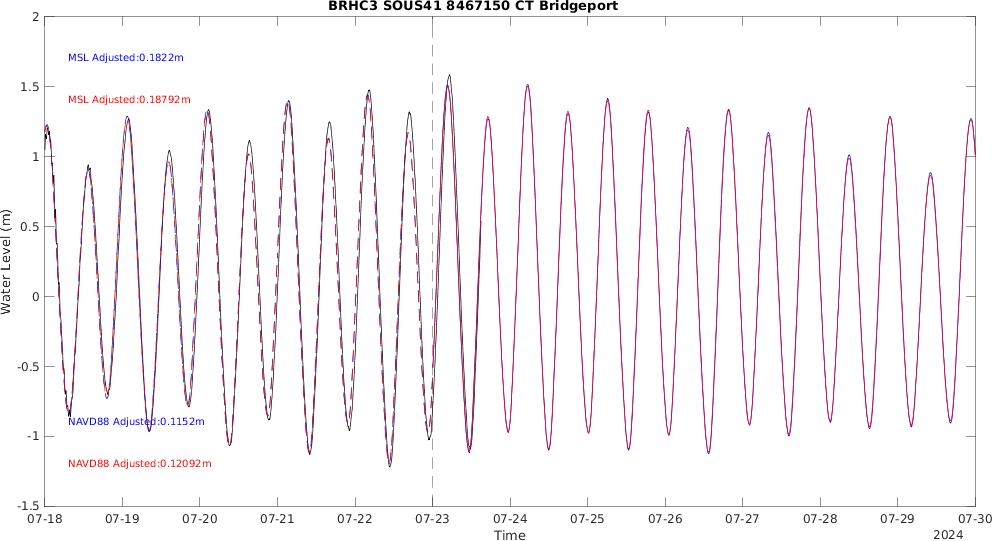 BRHC3 SOUS41 8467150 CT Bridgeport
2
MSL Adjusted:0.1822m
1.5
MSL Adjusted:0.18792m
1
0.5
Water Level (m)
0
-0.5
NAVD88 Adjusted:0.1152m
-1
NAVD88 Adjusted:0.12092m
-1.5
07-18 07-19 07-20 07-21 07-22 07-23 07-24 07-25 07-26 07-27 07-28 07-29 07-30
Time
2024